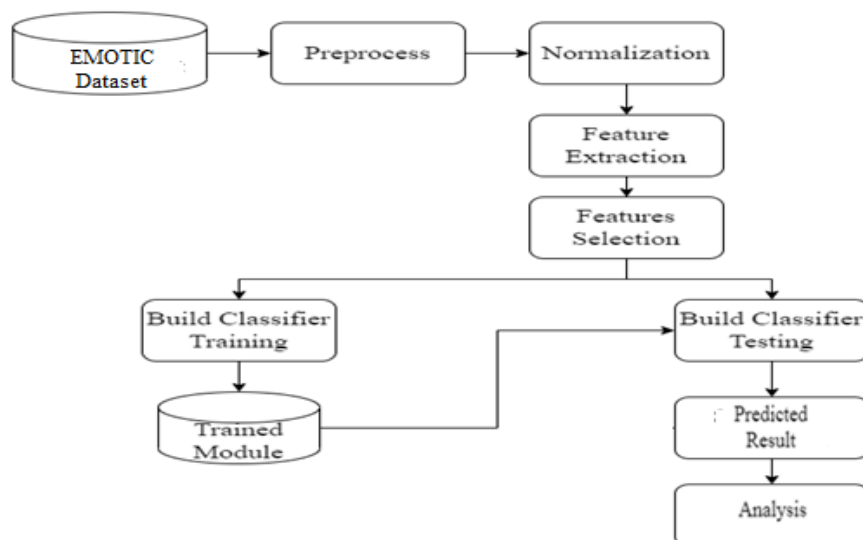 EMOTIC
Dataset
Preprocess
Normalization
Feature
Extraction
Features
Selection
Build Classifier
Training
Build Classifier
Testing
Trained
Module
Predicted
Result
Analysis